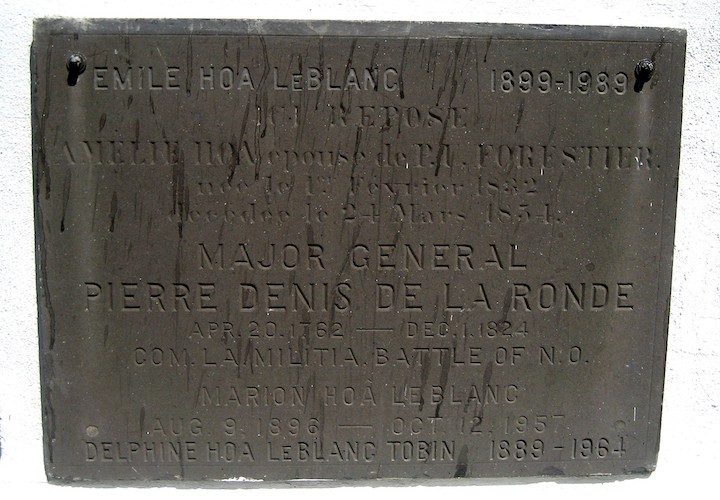 EMILE HOA LEBLANC 1899-1989
ICI REPOSE
AMELIE HOA epouse de P.L. FORESTIER.
née le 1er Février 1832
décédée le 24 Mars 1854.
MAJOR GENERAL
PIERRE DENIS DE LA RONDE
APR. 20. 1762 — DEC. 1. 1824
COM. LA. MILITIA. BATTLE OF N.O.
MARION HOA LEBLANC
AUG. 9. 1896 — OCT. 12. 1957
DELPHINE HOA LEBLANC TOBIN 1889-1964